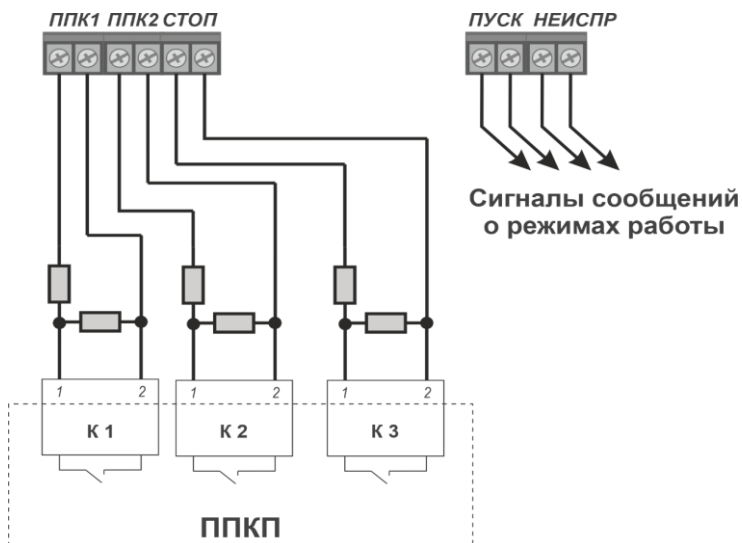 ППК1 ППК2 СТОП
ПУСК НЕИСПР
Сигналы сообщений
о режимах работы
1 2 1 2 1 2
К 1 К 2 К 3
ППКП